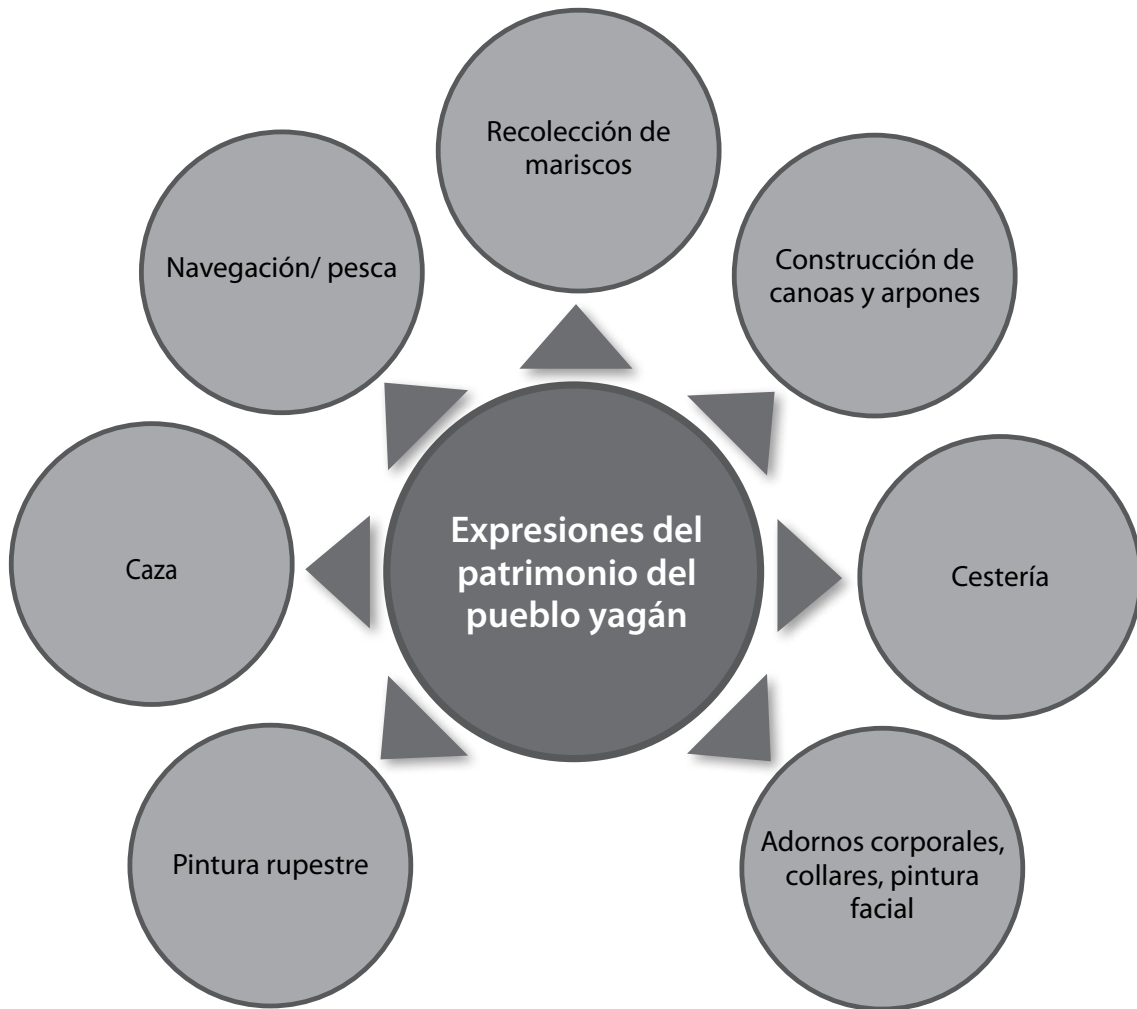 Recolección de
mariscos
Navegación/ pesca
Construcción de
canoas y arpones
Expresiones del
patrimonio del
pueblo yagán
Caza
Cestería
Pintura rupestre
Adornos corporales,
collares, pintura
facial